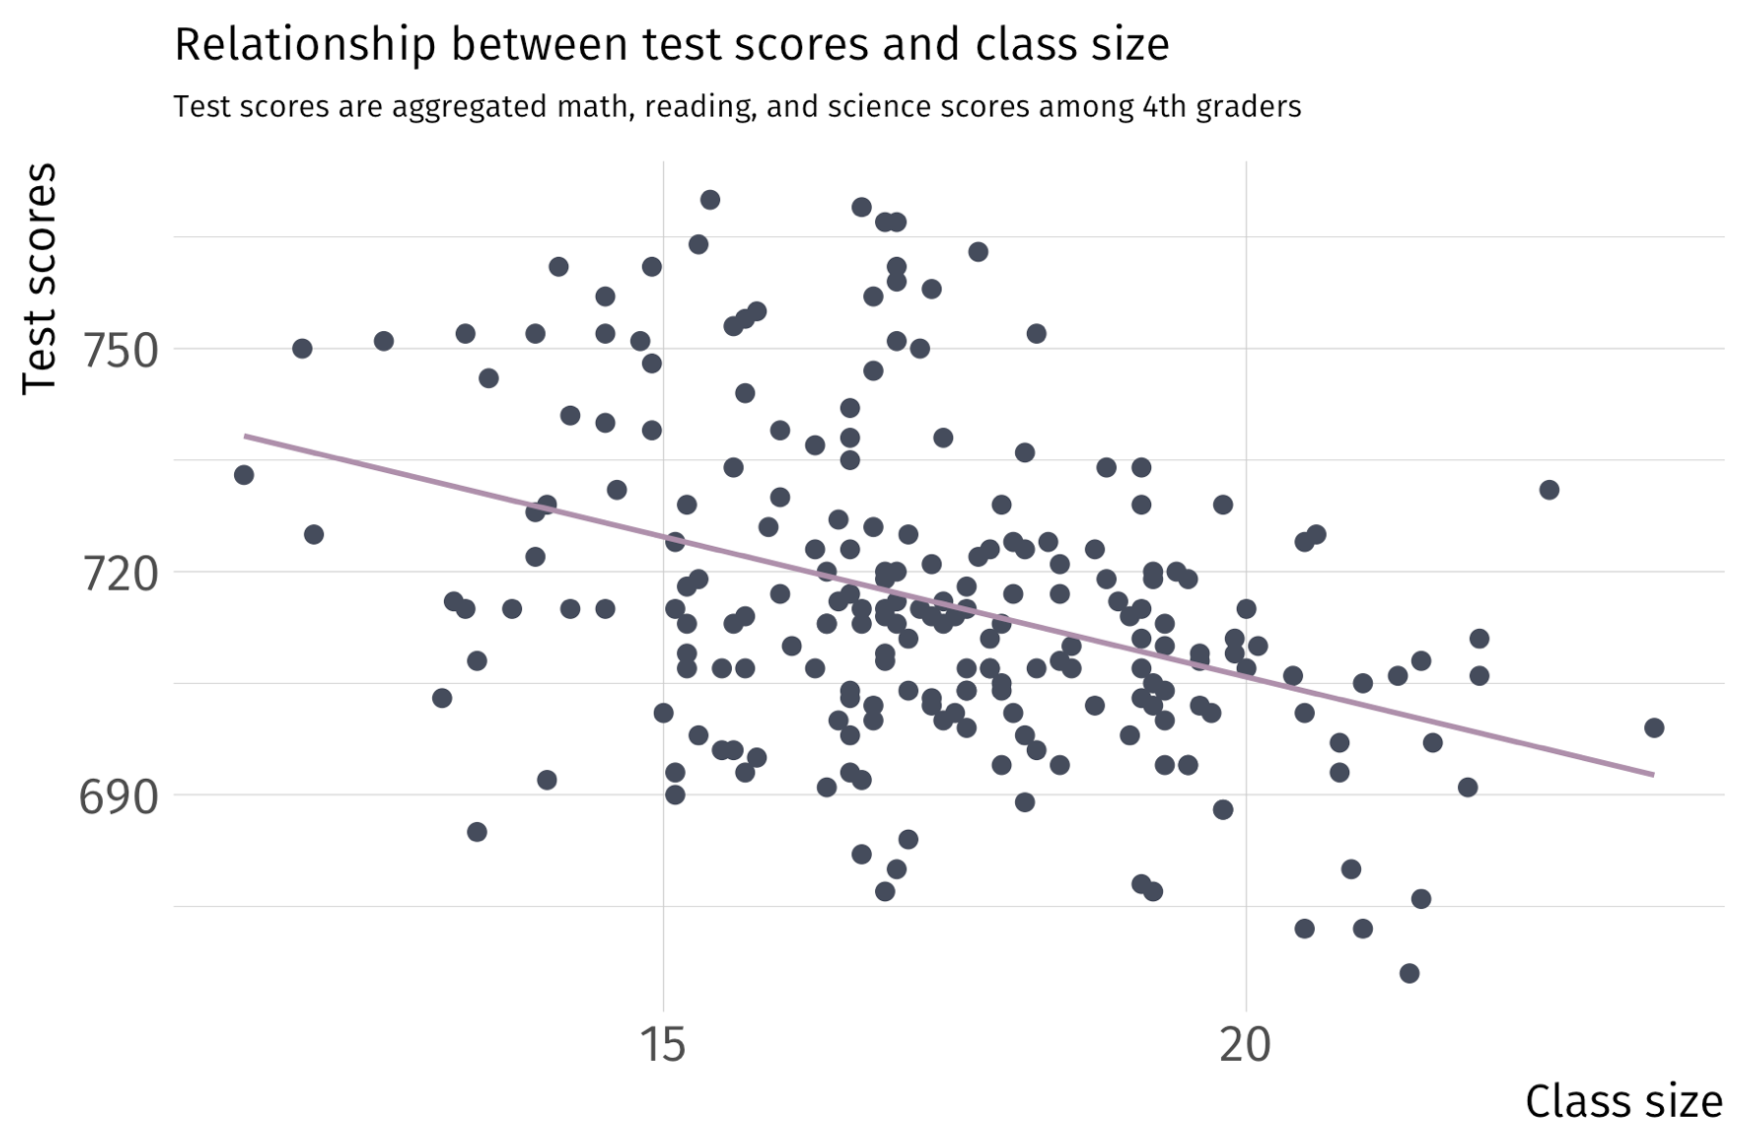 Relationship between test scores and class size
Test scores are aggregated math, reading, and science scores among 4th graders
Test scores
750
720
690
15
20
Class size